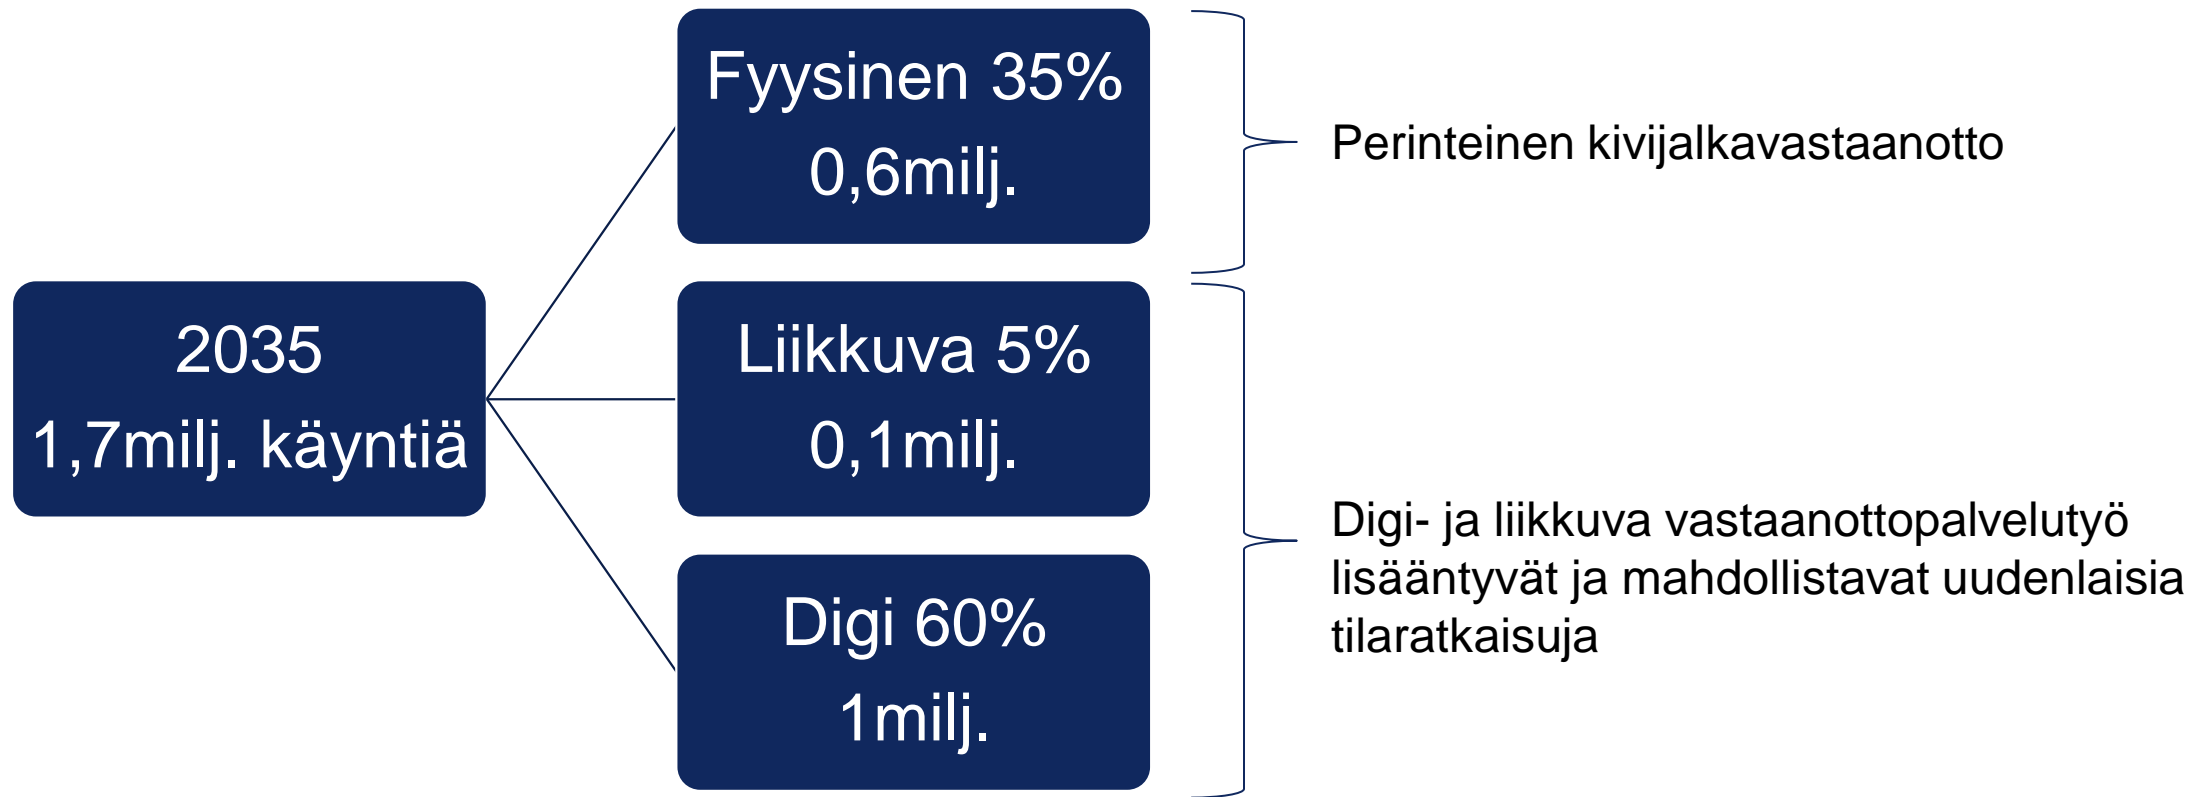 2035
1,7milj. käyntiä
Fyysinen 35%
0,6milj.
Liikkuva 5%
0,1milj.
Digi 60%
1milj.
Perinteinen kivijalkavastaanotto
Digi- ja liikkuva vastaanottopalvelutyö
lisääntyvät ja mahdollistavat uudenlaisia
tilaratkaisuja